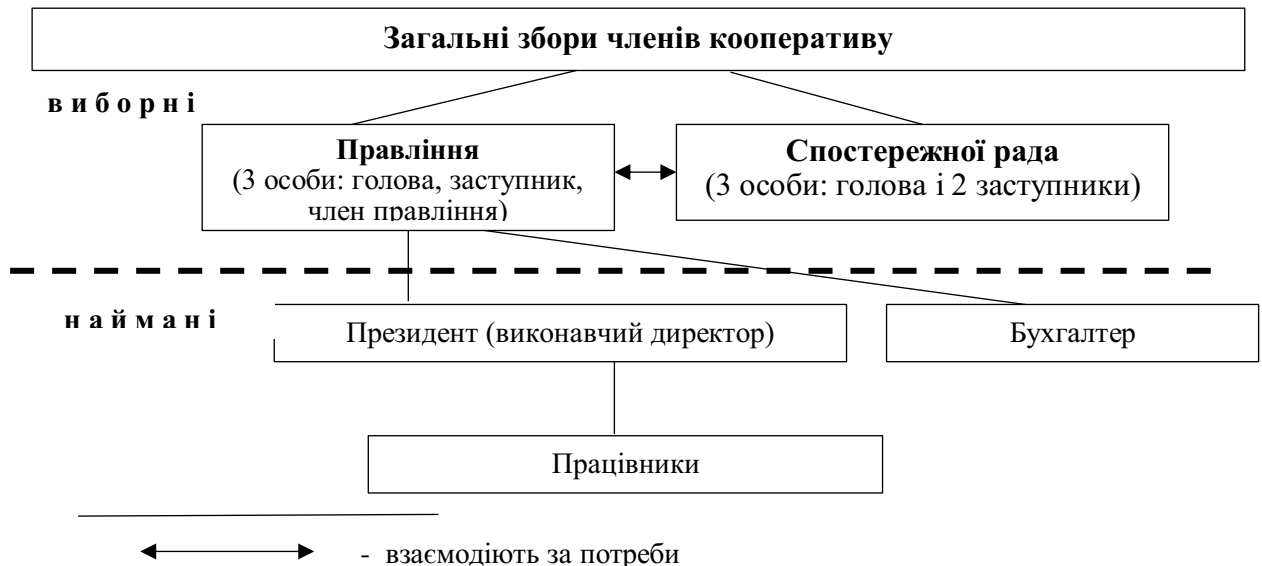 Загальні збори членів кооперативу
в и б о р н і
Правління
(3 особи: голова, заступник,
член правління)
Спостережної рада
(3 особи: голова і 2 заступники)
н а й м а н і
Президент (виконавчий директор)
Бухгалтер
Працівники
- взаємодіють за потреби